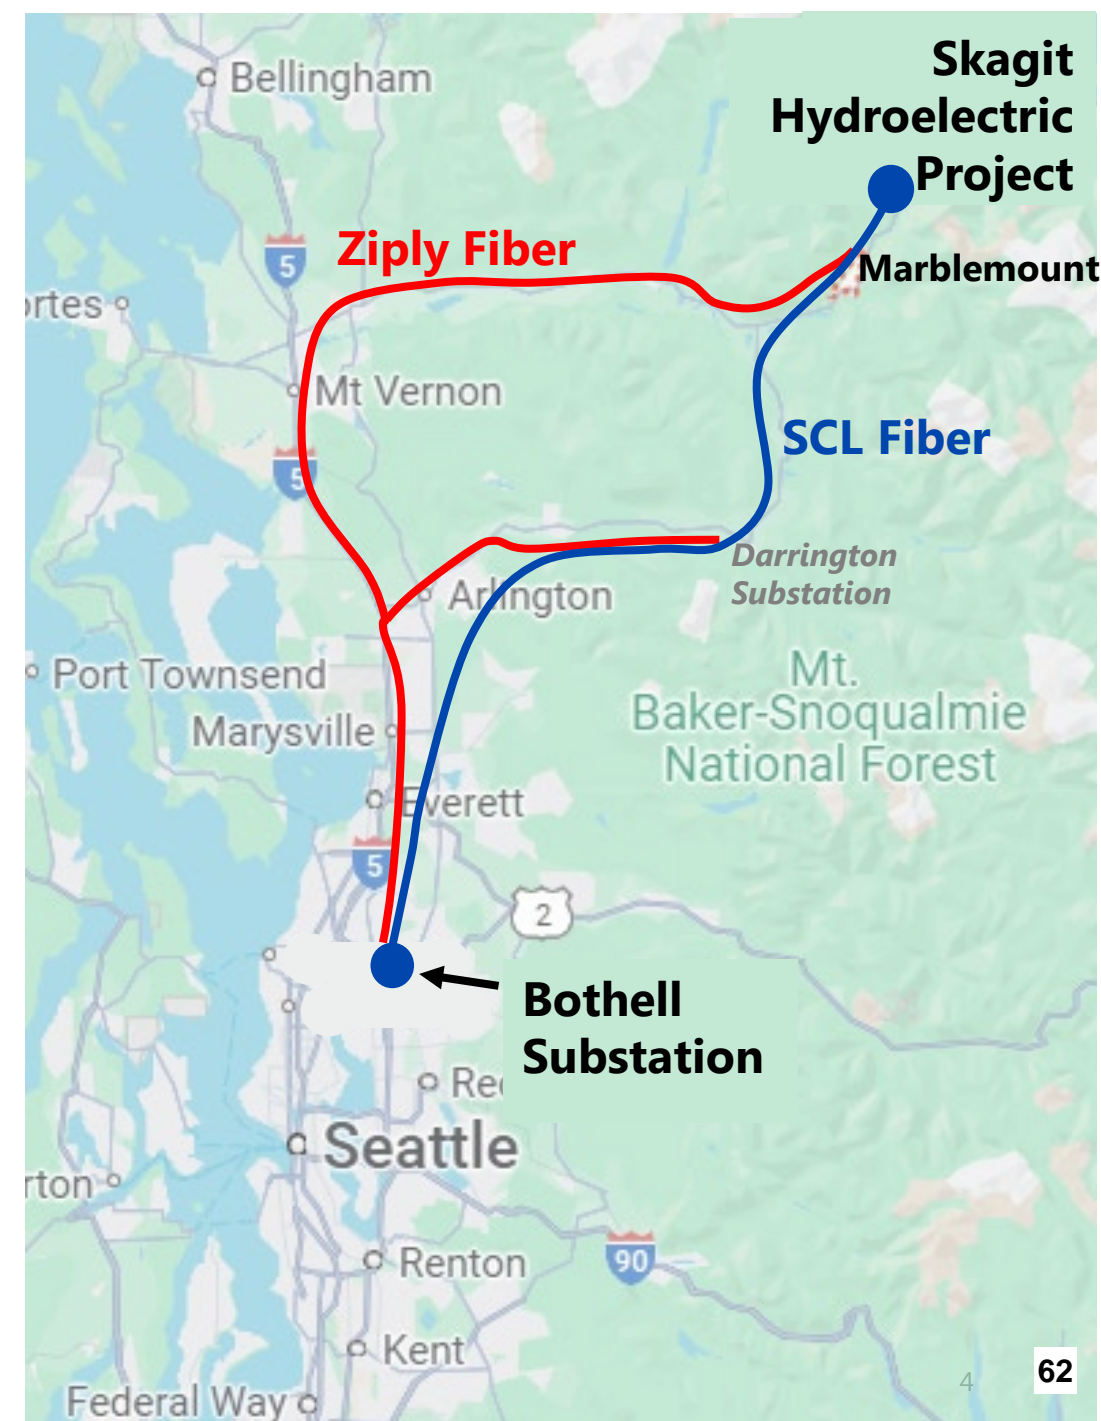 Skagit
Hydroelectric
Project
Bellingham
5
Ziply Fiber
Marblemount
ortes
Mt Vernon
SCL Fiber
5
Darrington
Substation
Arlington
Port Townsend
Mt.
Baker-Snoqualmie
National Forest
Marysville
Everett
5
2
Bothell
Substation
Re
Seattle
rton
Renton
90
Kent
Federal Way
4
62